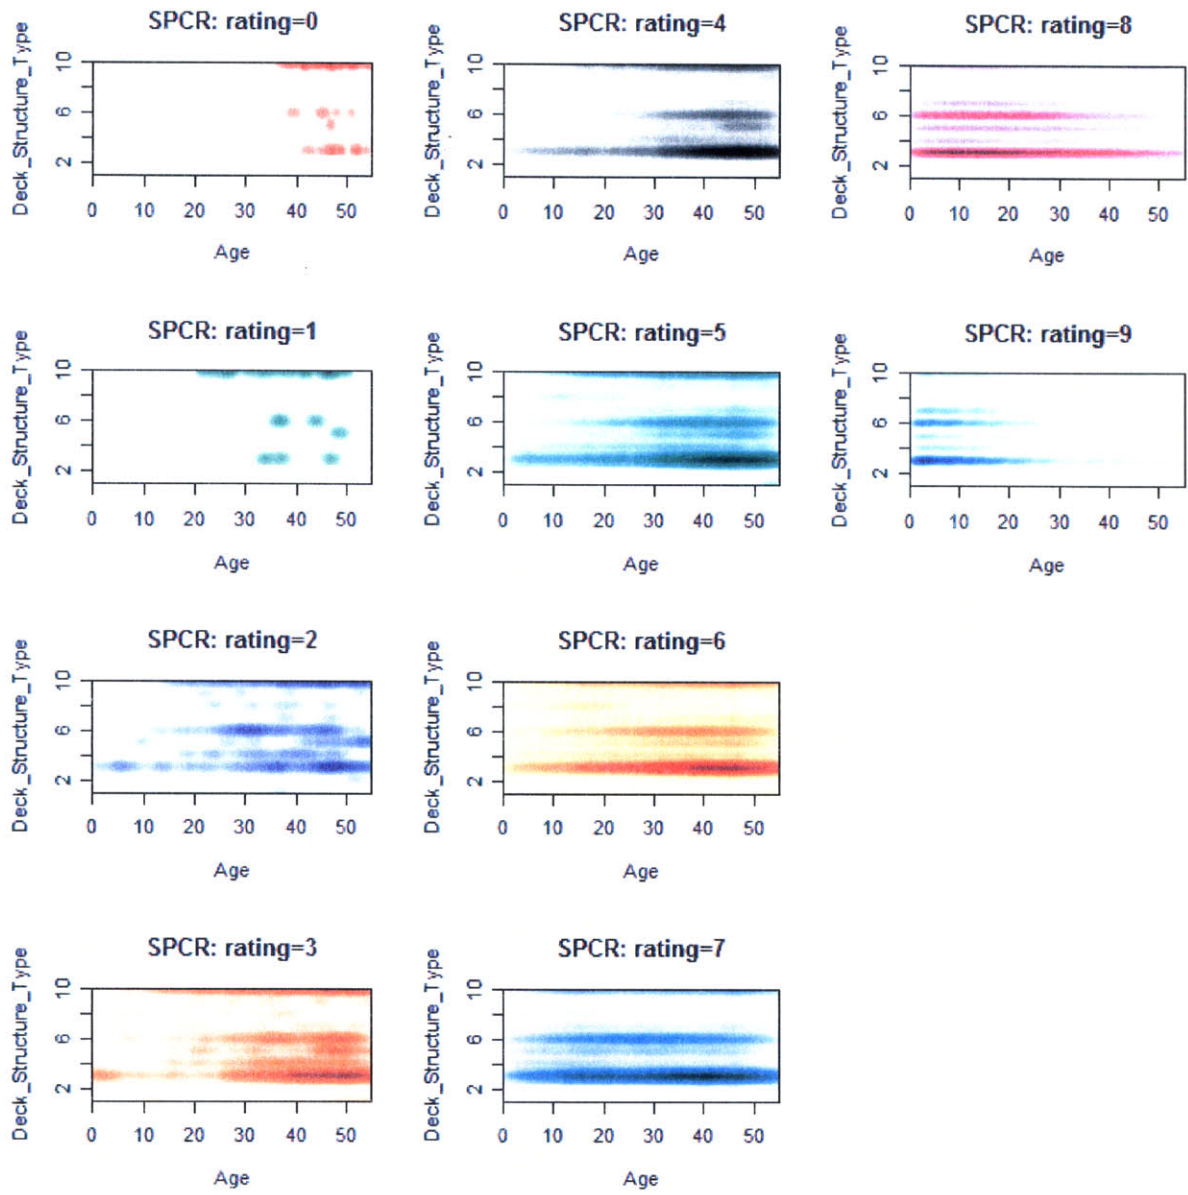 SPCR: rating=0
Deck_Structure_Type
10
6
2
0 10 20 30 40 50
Age
SPCR: rating=1
Deck_Structure_Type
10
6
2
0 10 20 30 40 50
Age
SPCR: rating=2
Deck_Structure_Type
10
6
2
0 10 20 30 40 50
Age
SPCR: rating=3
Deck_Structure_Type
10
6
2
0 10 20 30 40 50
Age
SPCR: rating=4
Deck_Structure_Type
10
6
2
0 10 20 30 40 50
Age
SPCR: rating=5
Deck_Structure_Type
10
6
2
0 10 20 30 40 50
Age
SPCR: rating=6
Deck_Structure_Type
10
6
2
0 10 20 30 40 50
Age
SPCR: rating=7
Deck_Structure_Type
10
6
2
0 10 20 30 40 50
Age
SPCR: rating=8
Deck_Structure_Type
10
6
2
0 10 20 30 40 50
Age
SPCR: rating=9
Deck_Structure_Type
10
6
2
0 10 20 30 40 50
Age